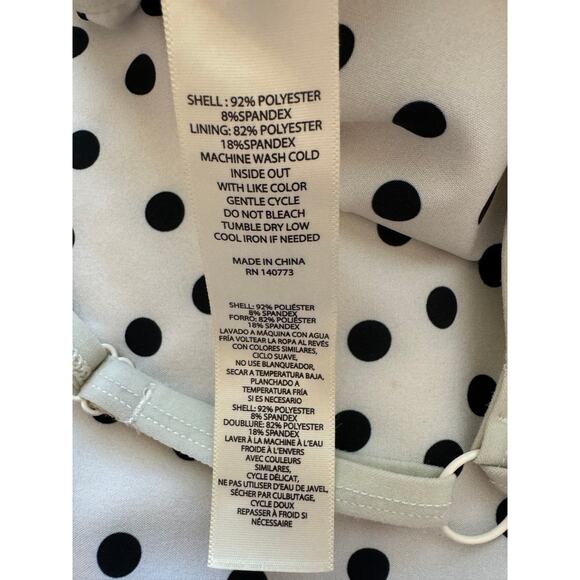 SHELL : 92% POLYESTER
8%SPANDEX
LINING: 82% POLYESTER
18%SPANDEX
MACHINE WASH COLD
INSIDE OUT
WITH LIKE COLOR
GENTLE CYCLE
DO NOT BLEACH
TUMBLE DRY LOW
COOL IRON IF NEEDED
MADE IN CHINA
RN 140773
SHELL: 92% POLIÉSTER
8% SPANDEX
FORRO: 82% POLIÉSTER
18% SPANDEX
LAVADO A MÁQUINA CON AGUA
FRÍA VOLTEAR LA ROPA AL REVÉS
CON COLORES SIMILARES,
CICLO SUAVE,
NO USE BLANQUEADOR,
SECAR A TEMPERATURA BAJA,
PLANCHADO A
TEMPERATURA FRÍA
SI ES NECESARIO
SHELL: 92% POLYESTER
8% SPANDEX
DOUBLURE: 82% POLYESTER
18% SPANDEX
LAVER À LA MACHINE À L'EAU
FROIDE À L'ENVERS
AVEC COULEURS
SIMILAIRES,
CYCLE DÉLICAT,
NE PAS UTILISER D'EAU DE JAVEL,
SÉCHER PAR CULBUTAGE,
CYCLE DOUX
REPASSER À FROID SI
NÉCESSAIRE